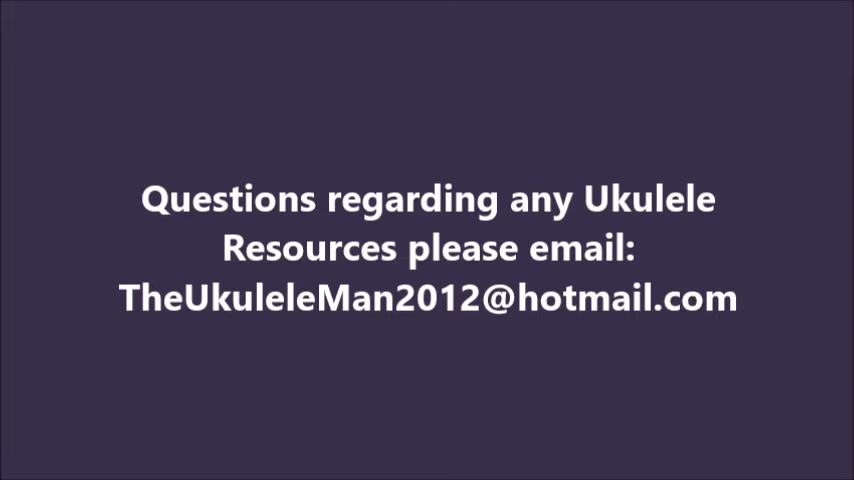 Questions regarding any Ukulele
Resources please email:
TheUkuleleMan2012@hotmail.com